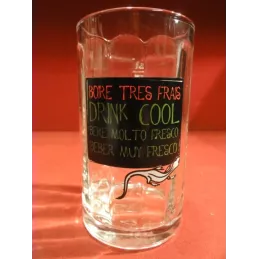 BOIRE TRES FRAIS
DRINK COOL
BERE MOLTO FRESCO
BEBER MUY FRESCO